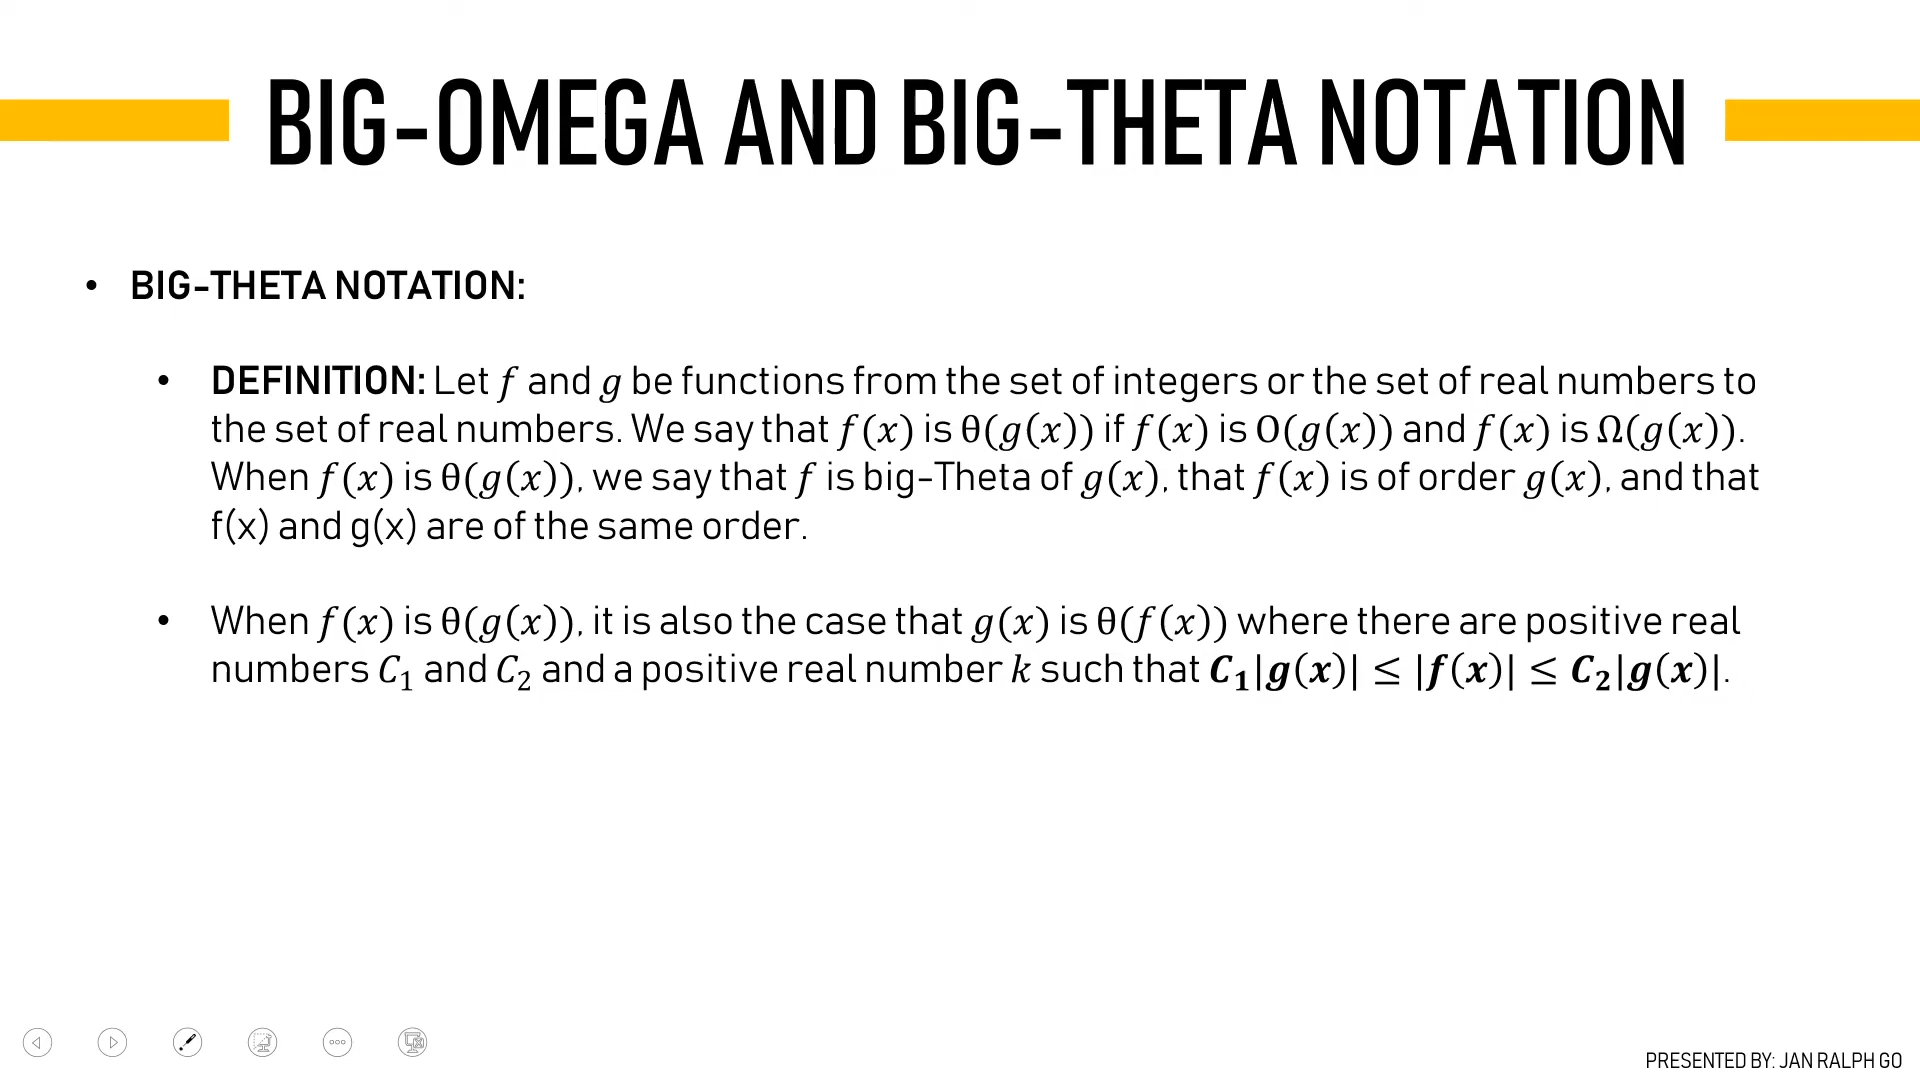 BIG-OMEGA AND BIG-THETA NOTATION
• BIG-THETA NOTATION:
• DEFINITION: Let 𝑓 and 𝑔 be functions from the set of integers or the set of real numbers to
the set of real numbers. We say that 𝑓(𝑥) is θ(𝑔(𝑥)) if 𝑓(𝑥) is O(𝑔(𝑥)) and 𝑓(𝑥) is Ω(𝑔(𝑥)).
When 𝑓(𝑥) is θ(𝑔(𝑥)), we say that 𝑓 is big-Theta of 𝑔(𝑥), that 𝑓(𝑥) is of order 𝑔(𝑥), and that
f(x) and g(x) are of the same order.
• When 𝑓(𝑥) is θ(𝑔(𝑥)), it is also the case that 𝑔(𝑥) is θ(𝑓(𝑥)) where there are positive real
numbers 𝐶₁ and 𝐶₂ and a positive real number 𝑘 such that 𝑪₁|𝒈(𝒙)| ≤ |𝒇(𝒙)| ≤ 𝑪₂|𝒈(𝒙)|.
PRESENTED BY: JAN RALPH GO